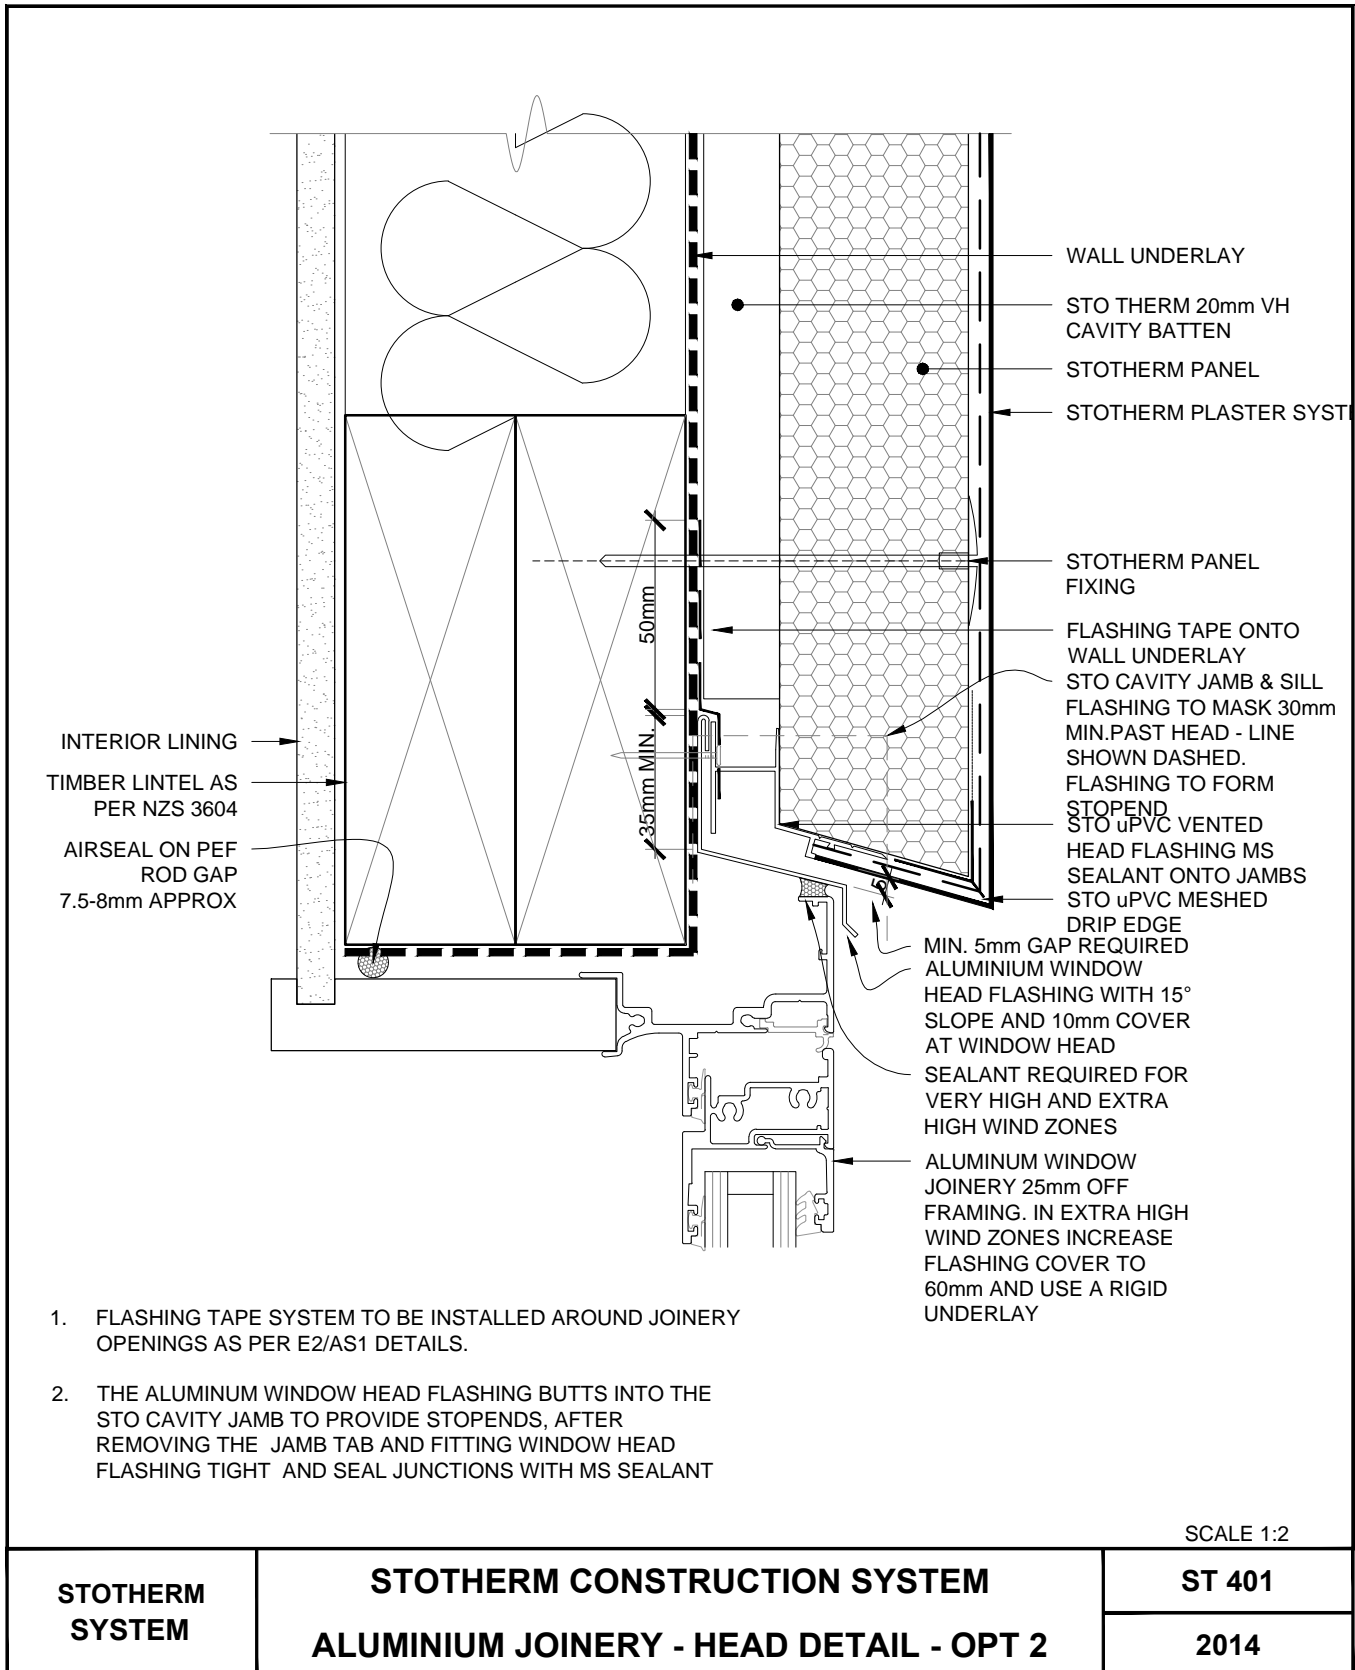 WALL UNDERLAY
STO THERM 20mm VH
CAVITY BATTEN
STOTHERM PANEL
STOTHERM PLASTER SYST
STOTHERM PANEL
FIXING
50mm
FLASHING TAPE ONTO
WALL UNDERLAY
STO CAVITY JAMB & SILL
FLASHING TO MASK 30mm
MIN.PAST HEAD - LINE
SHOWN DASHED.
FLASHING TO FORM
STOPEND
35mm MIN.
INTERIOR LINING
TIMBER LINTEL AS
PER NZS 3604
AIRSEAL ON PEF
ROD GAP
7.5-8mm APPROX
STO uPVC VENTED
HEAD FLASHING MS
SEALANT ONTO JAMBS
5
STO uPVC MESHED
DRIP EDGE
MIN. 5mm GAP REQUIRED
ALUMINIUM WINDOW
HEAD FLASHING WITH 15°
SLOPE AND 10mm COVER
AT WINDOW HEAD
SEALANT REQUIRED FOR
VERY HIGH AND EXTRA
HIGH WIND ZONES
ALUMINUM WINDOW
JOINERY 25mm OFF
FRAMING. IN EXTRA HIGH
WIND ZONES INCREASE
FLASHING COVER TO
60mm AND USE A RIGID
UNDERLAY
1. FLASHING TAPE SYSTEM TO BE INSTALLED AROUND JOINERY
OPENINGS AS PER E2/AS1 DETAILS.
2. THE ALUMINUM WINDOW HEAD FLASHING BUTTS INTO THE
STO CAVITY JAMB TO PROVIDE STOPENDS, AFTER
REMOVING THE JAMB TAB AND FITTING WINDOW HEAD
FLASHING TIGHT AND SEAL JUNCTIONS WITH MS SEALANT
SCALE 1:2
STOTHERM
SYSTEM
STOTHERM CONSTRUCTION SYSTEM
ALUMINIUM JOINERY - HEAD DETAIL - OPT 2
ST 401
2014